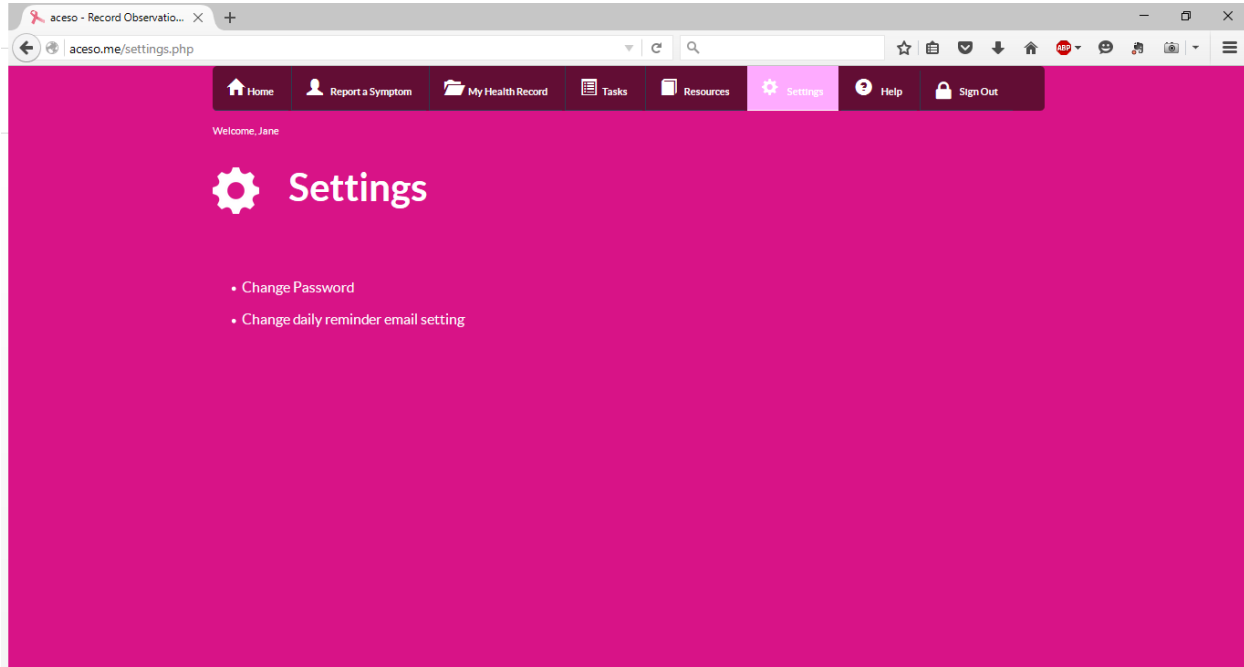 aceso - Record Observatio...
aceso.me/settings.php
ABP
Home Report a Symptom My Health Record Tasks Resources Settings Help Sign Out
Welcome, Jane
Settings
• Change Password
• Change daily reminder email setting